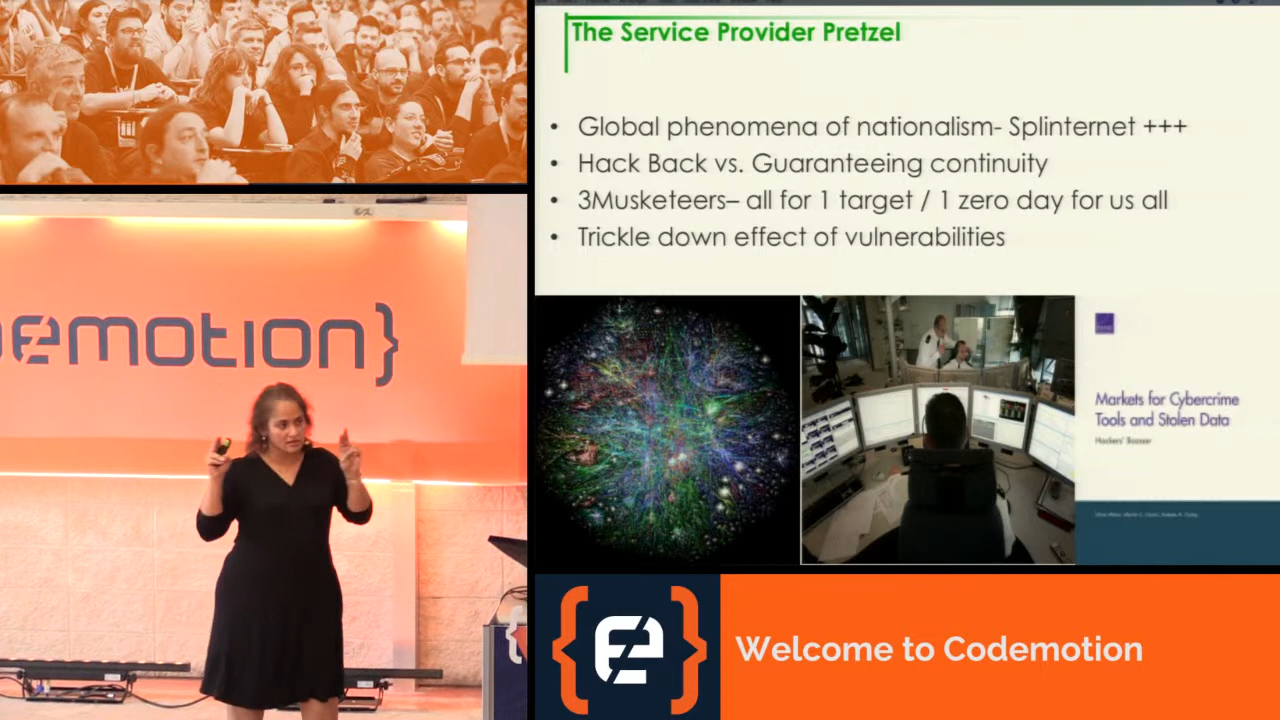 emotion}
The Service Provider Pretzel
• Global phenomena of nationalism- Splinternet +++
• Hack Back vs. Guaranteeing continuity
• 3Musketeers– all for 1 target / 1 zero day for us all
• Trickle down effect of vulnerabilities
Markets for Cybercrime
Tools and Stolen Data
Hackers' Bazaar
Welcome to Codemotion